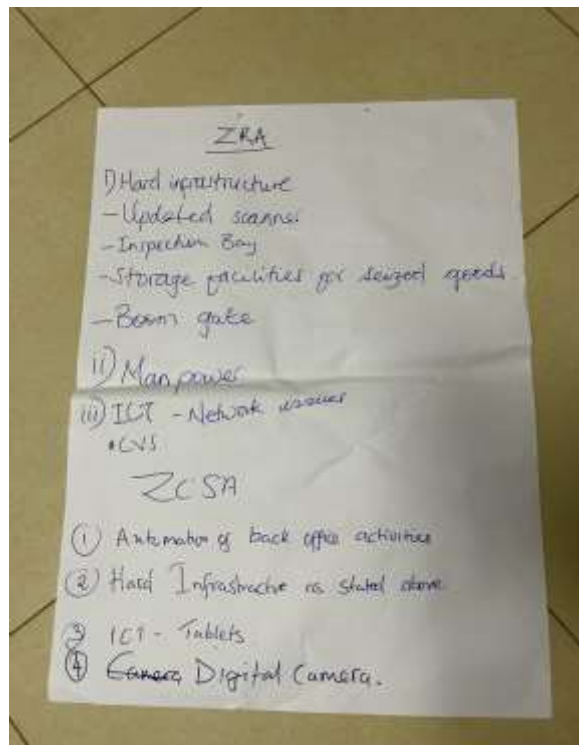 ZRA
i) Hard infrastructure
- Updated scanner
- Inspection Bay
- Storage facilities for seized goods
- Boom gate
ii) Man power
iii) ICT - Network issues
• CVS
ZCSA
① Automation of back office activities
② Hard Infrastructure as stated above
③ ICT - Tablets
④ Camera Digital Camera.